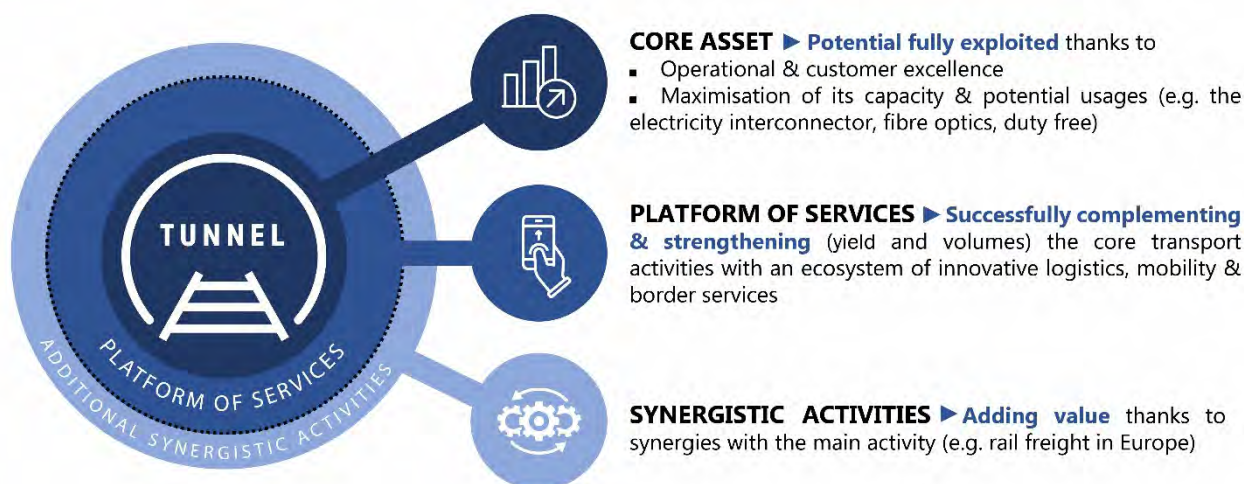 TUNNEL
PLATFORM OF SERVICES
ADDITIONAL SYNERGISTIC ACTIVITIES
CORE ASSET ► Potential fully exploited thanks to
▪ Operational & customer excellence
▪ Maximisation of its capacity & potential usages (e.g. the
electricity interconnector, fibre optics, duty free)
PLATFORM OF SERVICES ► Successfully complementing
& strengthening (yield and volumes) the core transport
activities with an ecosystem of innovative logistics, mobility &
border services
SYNERGISTIC ACTIVITIES ► Adding value thanks to
synergies with the main activity (e.g. rail freight in Europe)